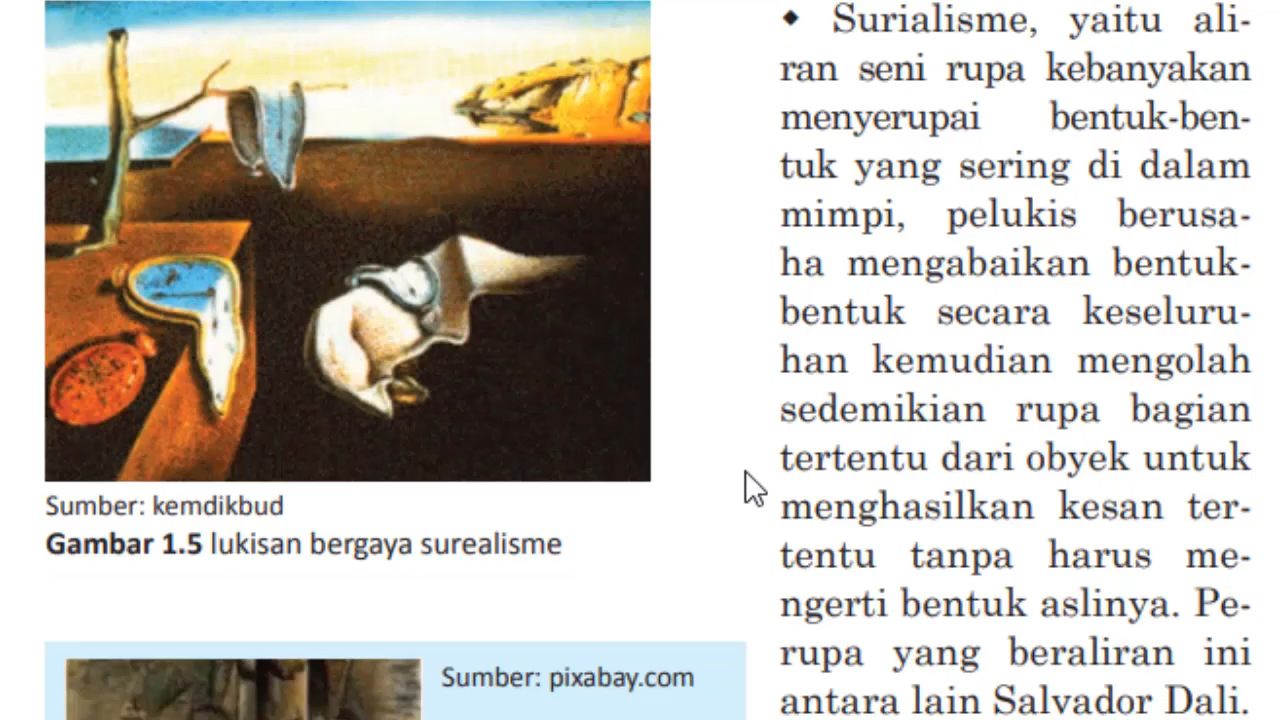 Sumber: kemdikbud
Gambar 1.5 lukisan bergaya surealisme
Sumber: pixabay.com
◆ Surialisme, yaitu ali-
ran seni rupa kebanyakan
menyerupai bentuk-ben-
tuk yang sering di dalam
mimpi, pelukis berusa-
ha mengabaikan bentuk-
bentuk secara keseluru-
han kemudian mengolah
sedemikian rupa bagian
tertentu dari obyek untuk
menghasilkan kesan ter-
tentu tanpa harus me-
ngerti bentuk aslinya. Pe-
rupa yang beraliran ini
antara lain Salvador Dali.